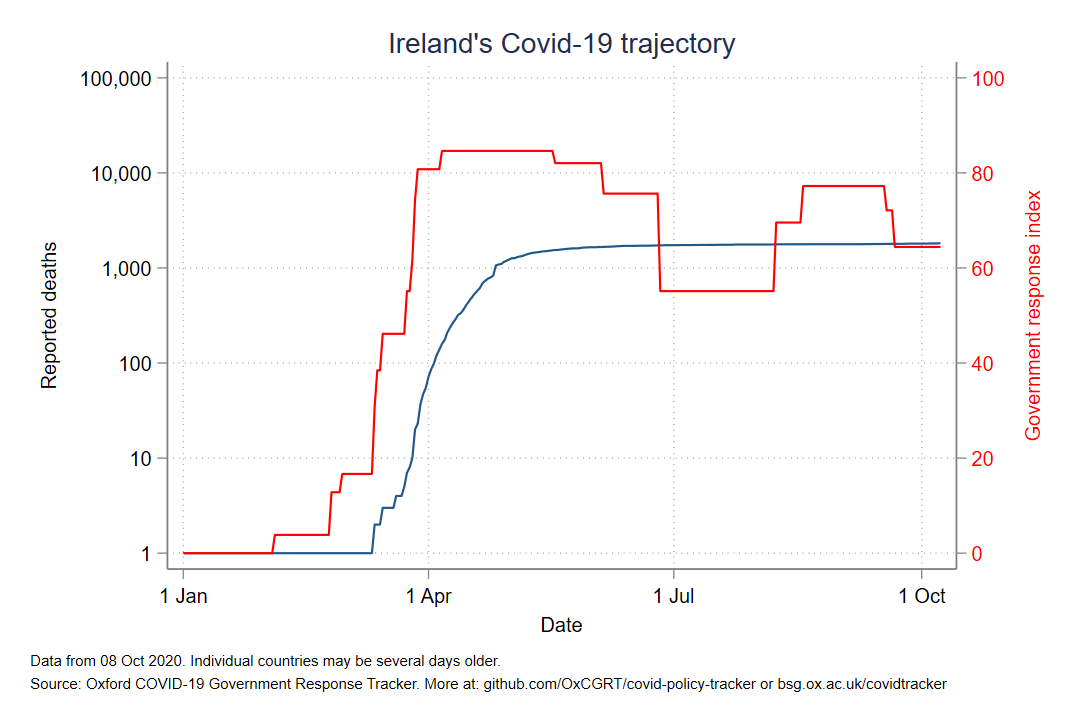 Ireland's Covid-19 trajectory
100,000
10,000
1,000
100
10
1
Reported deaths
100
80
60
40
20
0
Government response index
1 Jan
1 Apr
1 Jul
1 Oct
Date
Data from 08 Oct 2020. Individual countries may be several days older.
Source: Oxford COVID-19 Government Response Tracker. More at: github.com/OxCGRT/covid-policy-tracker or bsg.ox.ac.uk/covidtracker